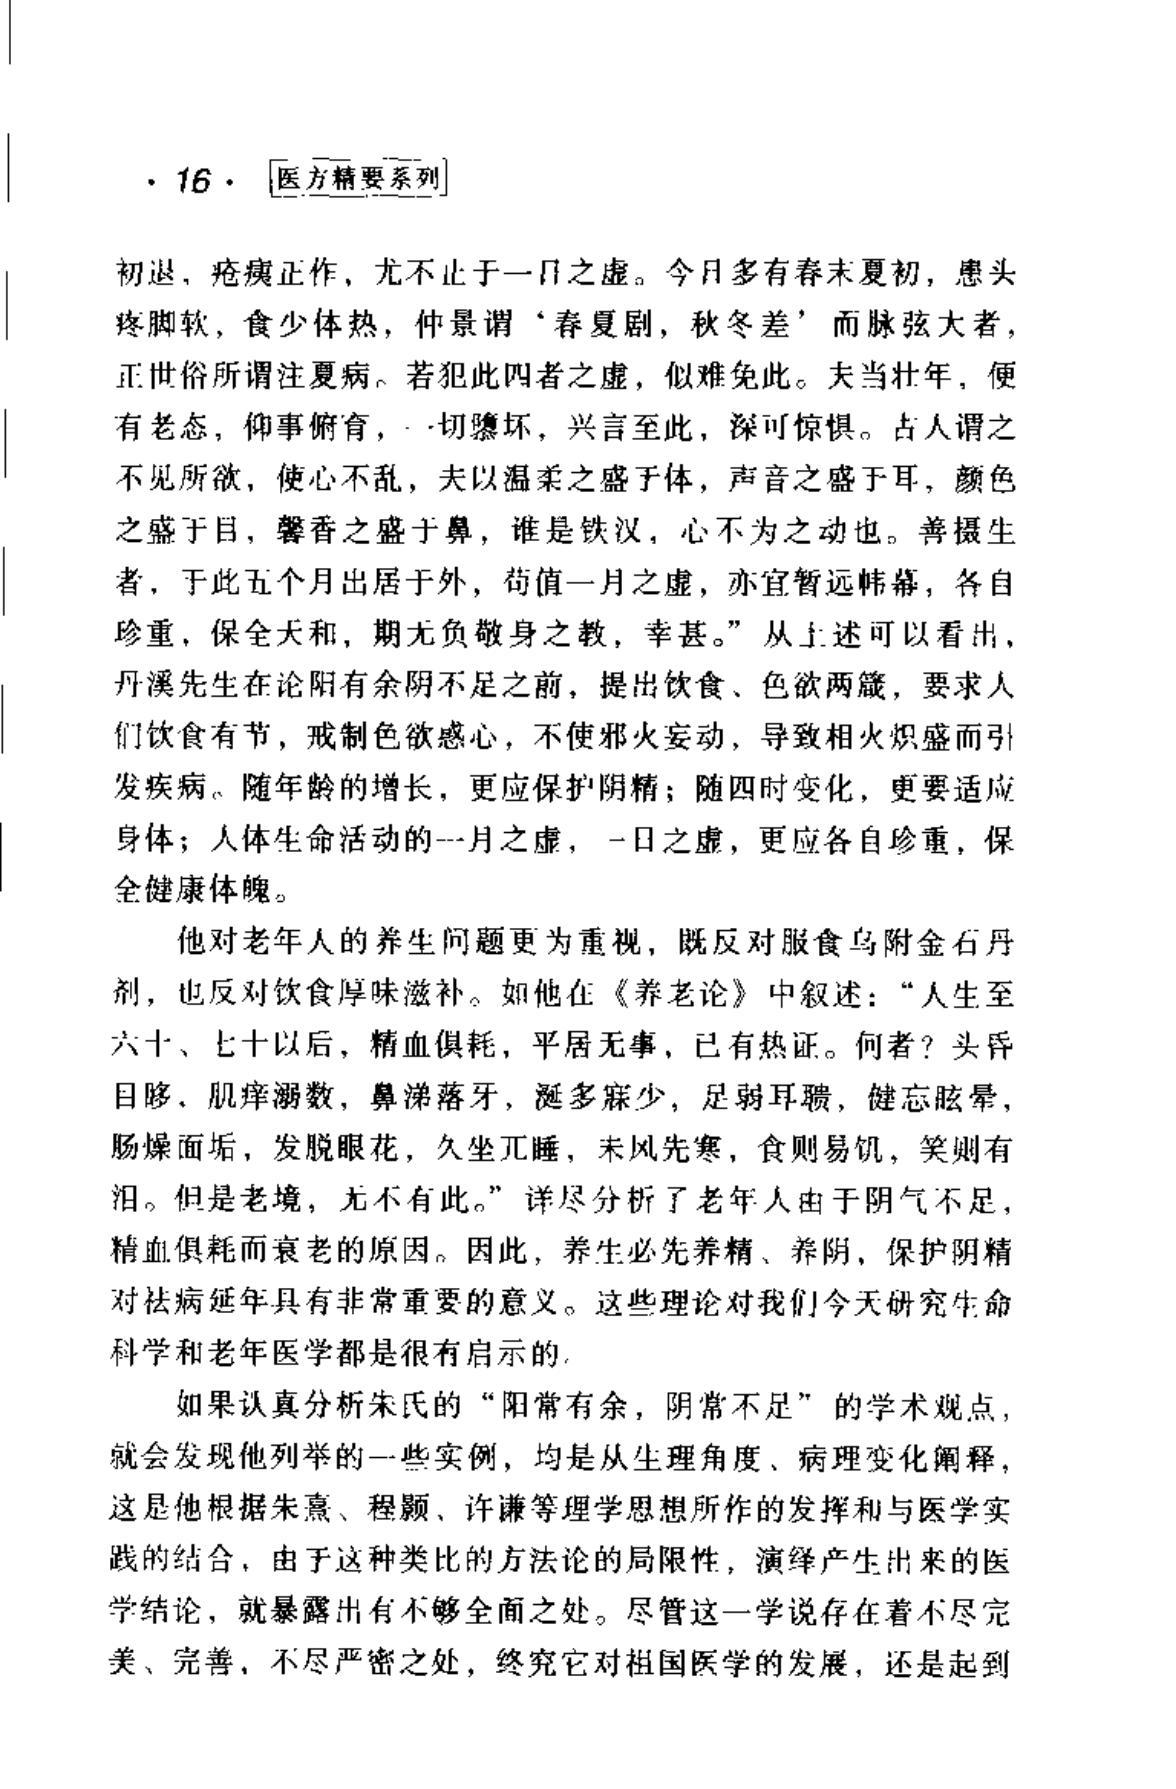 ·16· 医方精要系列
初退，疮痍正作，尤不止于一日之虚。今月多有春末夏初，患头
疼脚软，食少体热，仲景谓‘春夏剧，秋冬差’而脉弦大者，
正世俗所谓注夏病。若犯此四者之虚，似难免此。夫当壮年，便
有老态，仰事俯育，一切隳坏，兴言至此，深可惊惧。古人谓之
不见所欲，使心不乱，夫以温柔之盛于体，声音之盛于耳，颜色
之盛于目，馨香之盛于鼻，谁是铁汉，心不为之动也。善摄生
者，于此五个月出居于外，苟值一月之虚，亦宜暂远帏幕，各自
珍重，保全天和，期无负敬身之教，幸甚。”从上述可以看出，
丹溪先生在论阳有余阴不足之前，提出饮食、色欲两箴，要求人
们饮食有节，戒制色欲惑心，不使邪火妄动，导致相火炽盛而引
发疾病。随年龄的增长，更应保护阴精；随四时变化，更要适应
身体；人体生命活动的一月之虚，一日之虚，更应各自珍重，保
全健康体魄。
他对老年人的养生问题更为重视，既反对服食乌附金石丹
剂，也反对饮食厚味滋补。如他在《养老论》中叙述：“人生至
六十、七十以后，精血俱耗，平居无事，已有热证。何者？头昏
目眵、肌痒溺数，鼻涕落牙，涎多寐少，足弱耳聩，健忘眩晕，
肠燥面垢，发脱眼花，久坐兀睡，未风先寒，食则易饥，笑则有
泪。但是老境，无不有此。”详尽分析了老年人由于阴气不足，
精血俱耗而衰老的原因。因此，养生必先养精、养阴，保护阴精
对祛病延年具有非常重要的意义。这些理论对我们今天研究生命
科学和老年医学都是很有启示的。
如果认真分析朱氏的“阳常有余，阴常不足”的学术观点，
就会发现他列举的一些实例，均是从生理角度、病理变化阐释，
这是他根据朱熹、程颢、许谦等理学思想所作的发挥和与医学实
践的结合，由于这种类比的方法论的局限性，演绎产生出来的医
学结论，就暴露出有不够全面之处。尽管这一学说存在着不尽完
美、完善，不尽严密之处，终究它对祖国医学的发展，还是起到